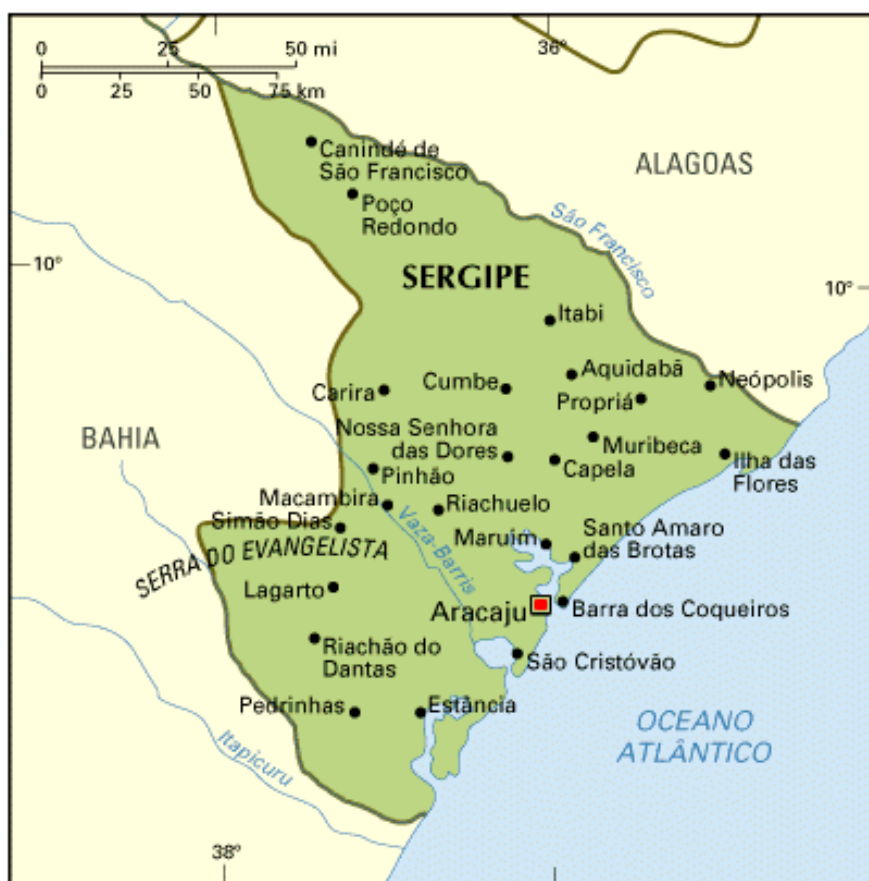 0 25 50 mi
0 25 50 75 km
36°
Canindé de
São Francisco
ALAGOAS
Poço
Redondo
São Francisco
10°
SERGIPE
10°
Itabi
Aquidabã
Cumbe
Neópolis
Carira
Propriá
Nossa Senhora
das Dores
BAHIA
Muribeca
Capela
Ilha das
Flores
Pinhão
Macambira
Riachuelo
Simão Dias
Vaza-Barris
Maruim
Santo Amaro
das Brotas
SERRA DO EVANGELISTA
Lagarto
Aracaju
Barra dos Coqueiros
Riachão do
Dantas
São Cristóvão
Pedrinhas
Estância
OCEANO
ATLÂNTICO
Itapicuru
38°